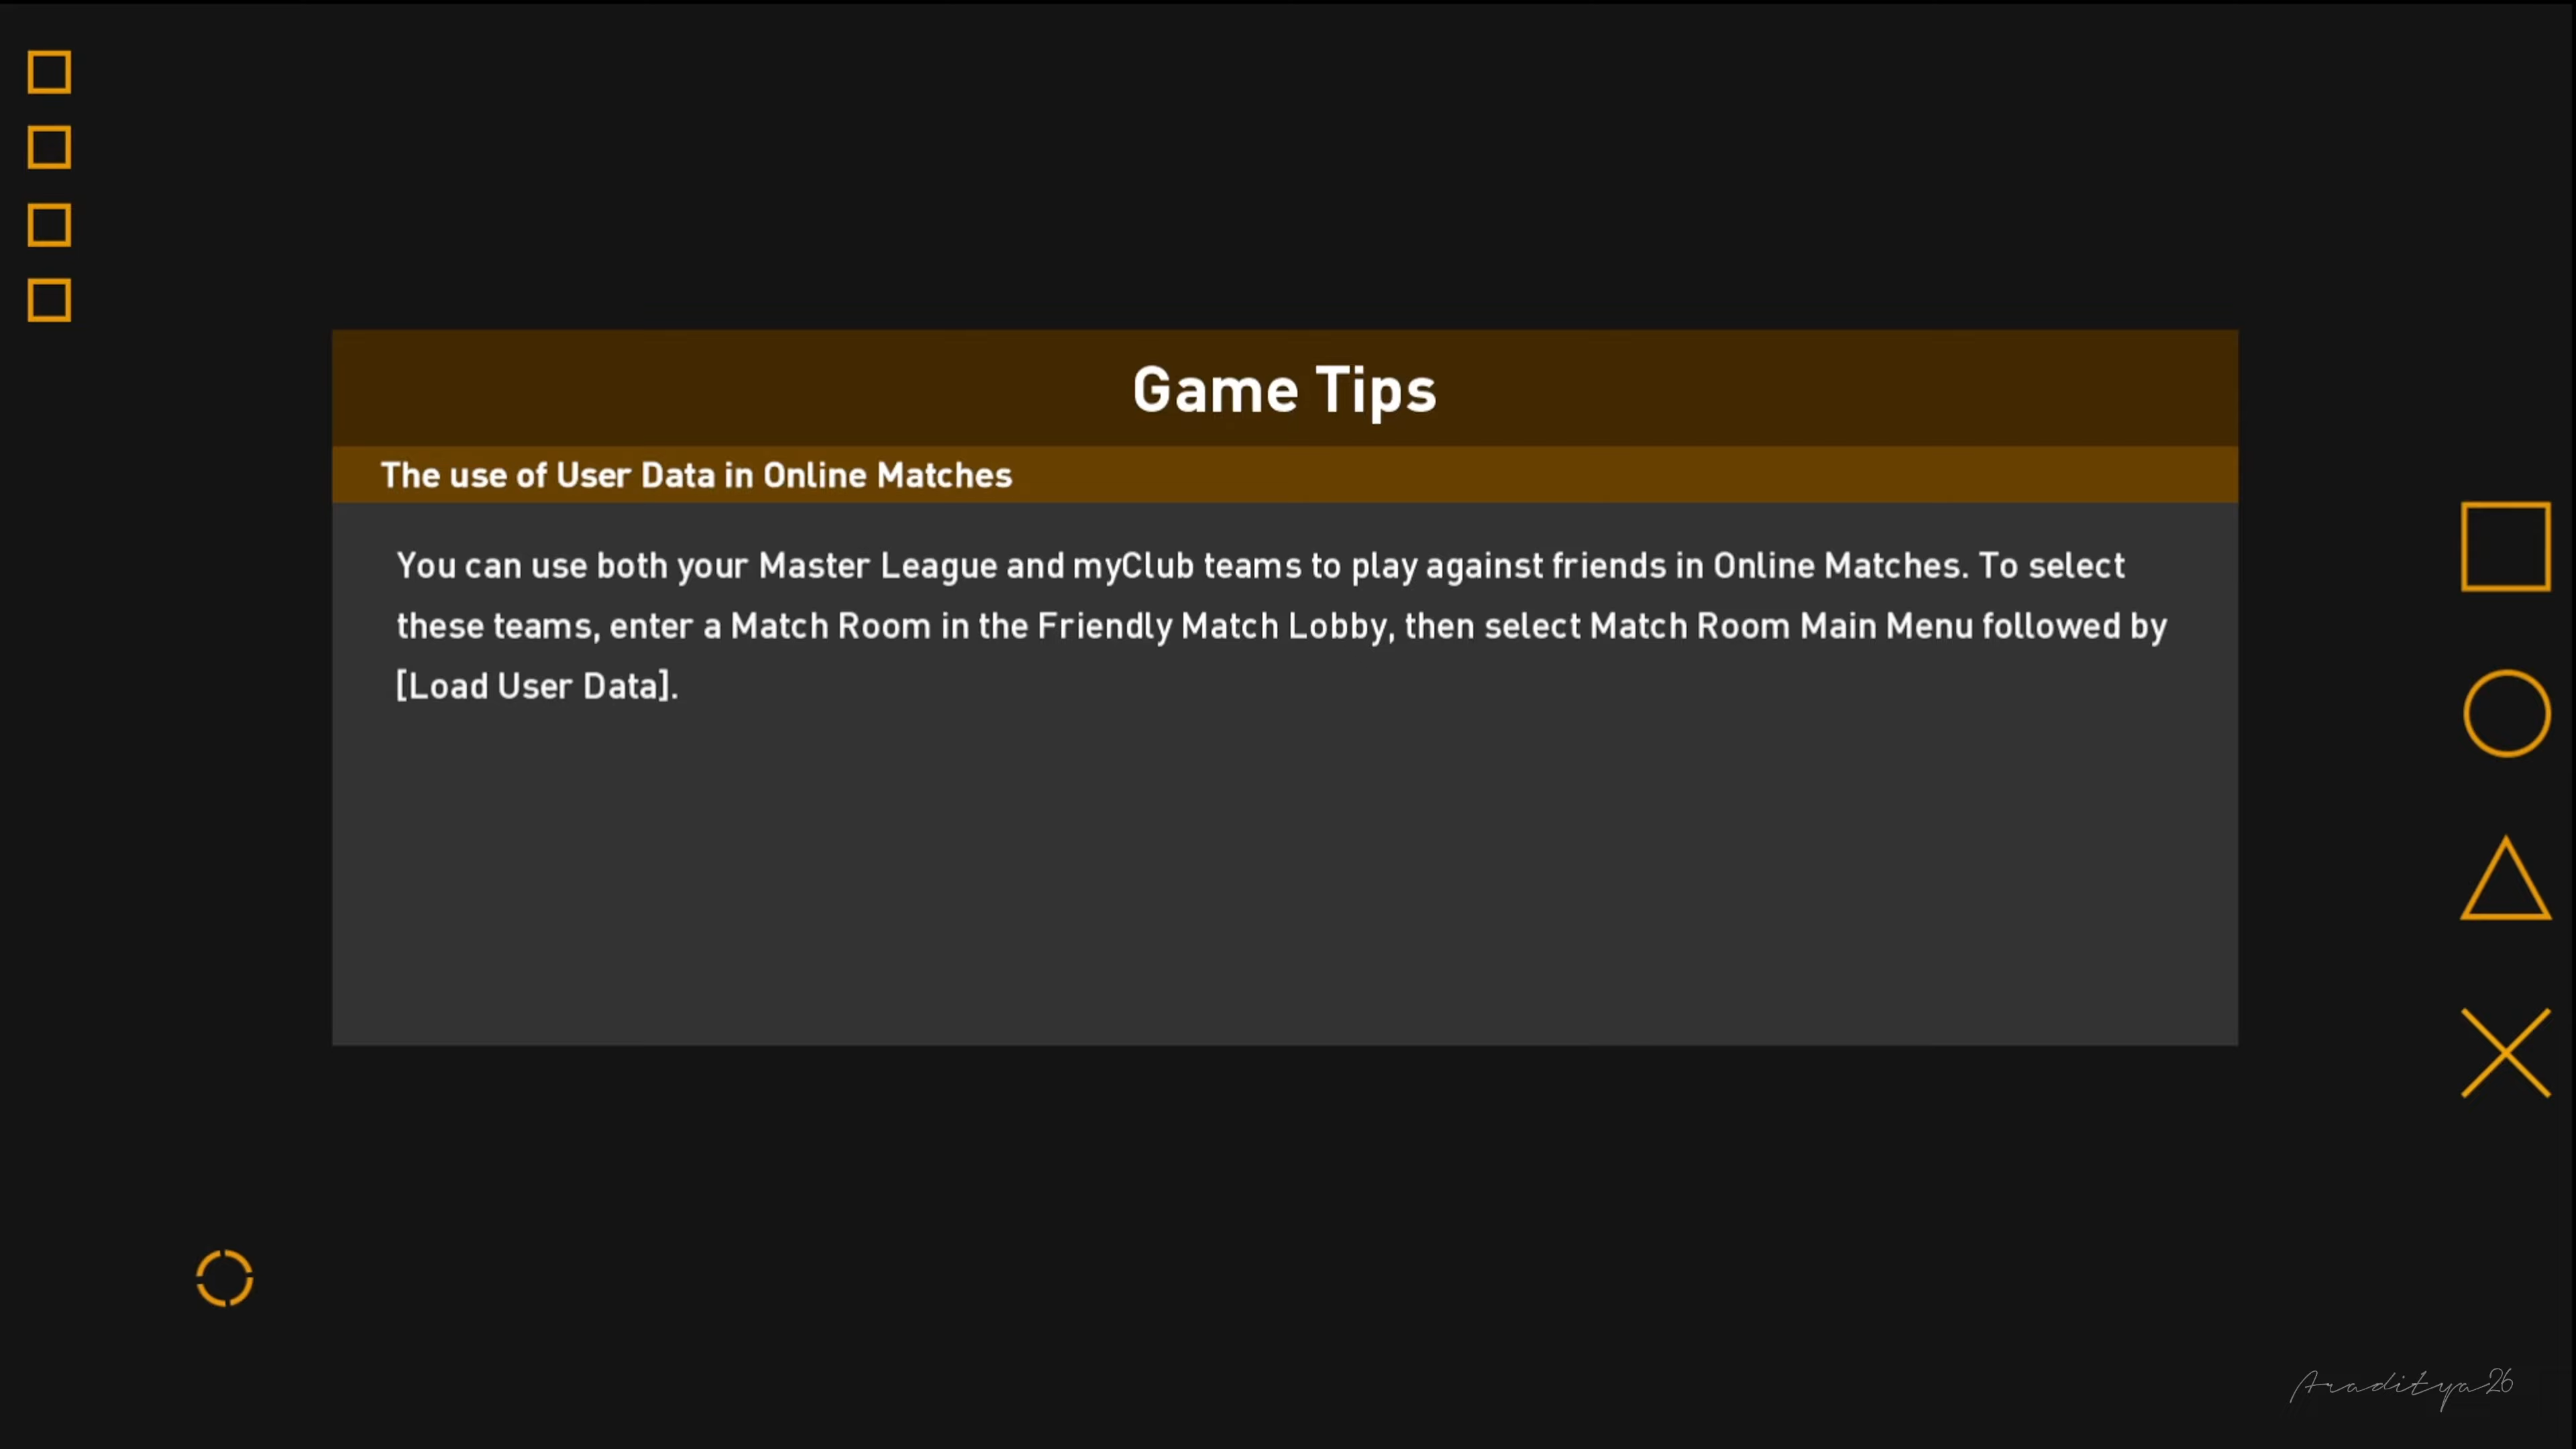 Game Tips
The use of User Data in Online Matches
You can use both your Master League and myClub teams to play against friends in Online Matches. To select
these teams, enter a Match Room in the Friendly Match Lobby, then select Match Room Main Menu followed by
[Load User Data].
Araditya26